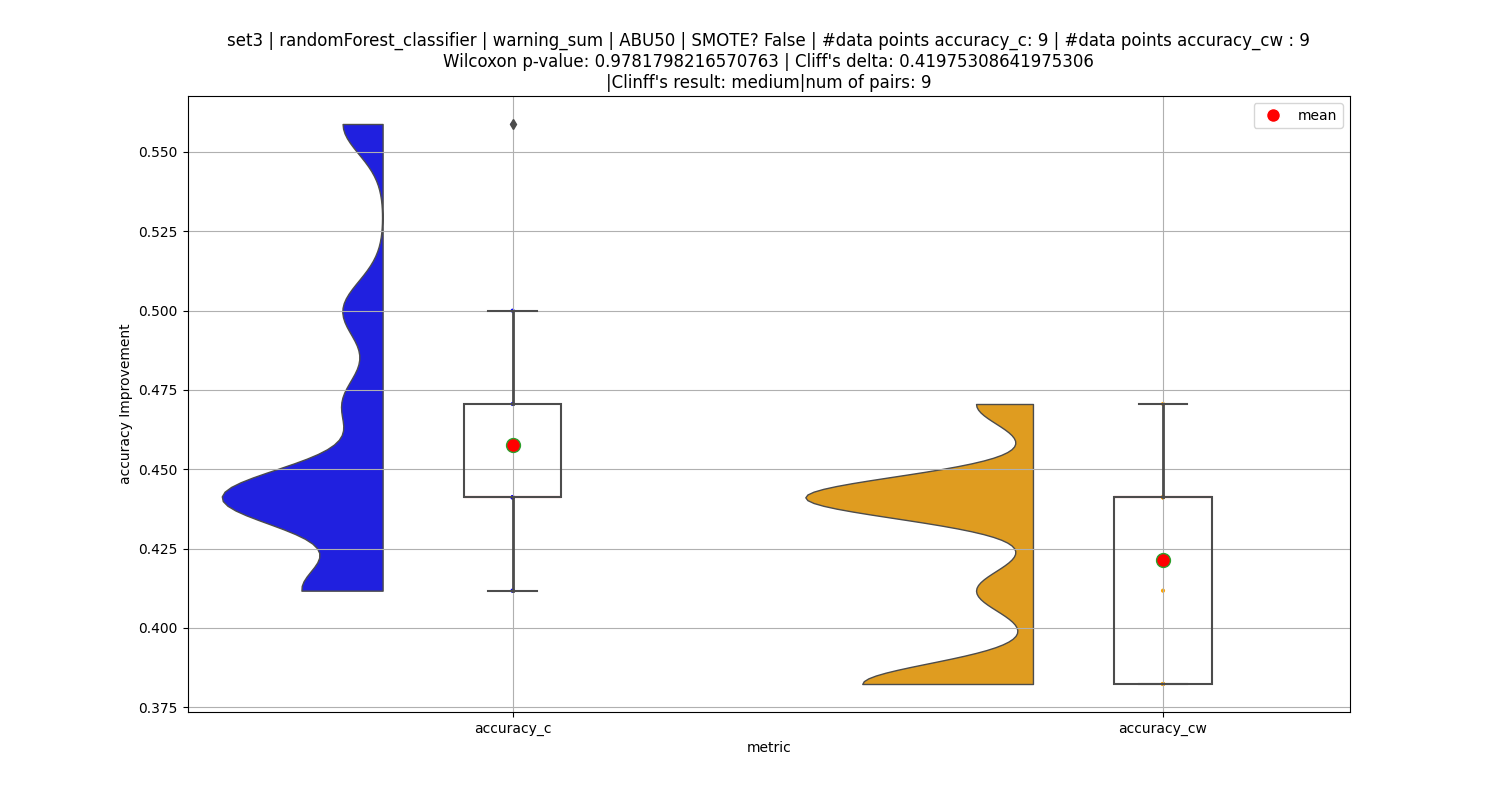 set3 | randomForest_classifier | warning_sum | ABU50 | SMOTE? False | #data points accuracy_c: 9 | #data points accuracy_cw : 9
Wilcoxon p-value: 0.9781798216570763 | Cliff's delta: 0.41975308641975306
|Clinff's result: medium|num of pairs: 9
mean
0.550
0.525
0.500
0.475
0.450
0.425
0.400
0.375
accuracy Improvement
accuracy_c
accuracy_cw
metric